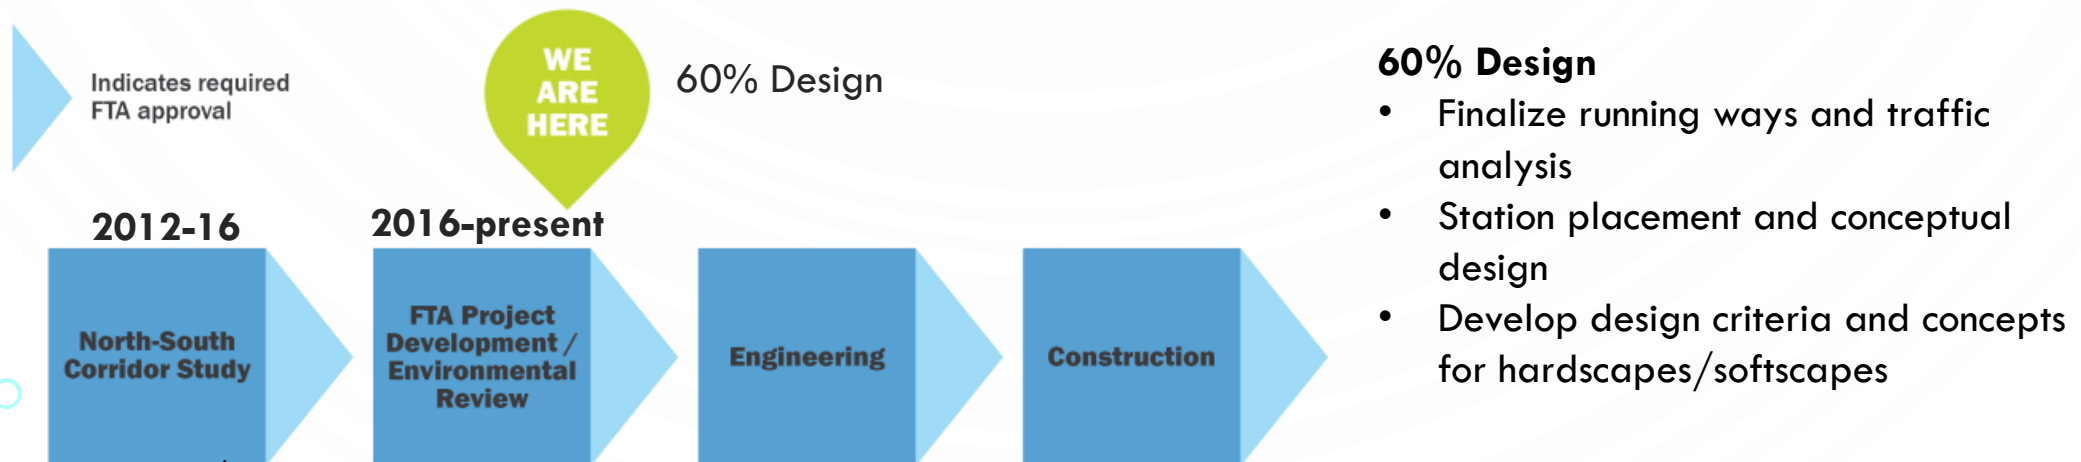 Indicates required
FTA approval
WE
ARE
HERE
60% Design
2012-16
2016-present
North-South
Corridor Study
FTA Project
Development /
Environmental
Review
Engineering
Construction
60% Design
• Finalize running ways and traffic
analysis
• Station placement and conceptual
design
• Develop design criteria and concepts
for hardscapes/softscapes